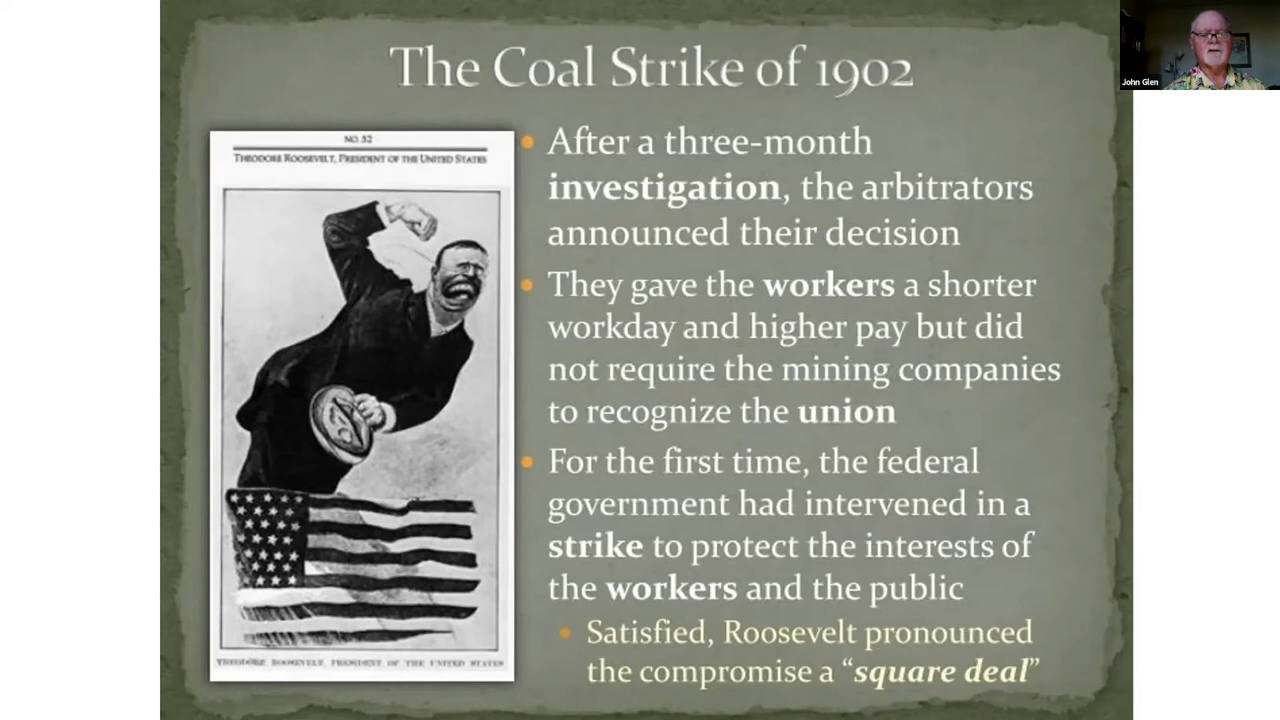 The Coal Strike of 1902
John Glen
NO. 52
THEODORE ROOSEVELT, PRESIDENT OF THE UNITED STATES
THEODORE ROOSEVELT, PRESIDENT OF THE UNITED STATES
• After a three-month
investigation, the arbitrators
announced their decision
• They gave the workers a shorter
workday and higher pay but did
not require the mining companies
to recognize the union
• For the first time, the federal
government had intervened in a
strike to protect the interests of
the workers and the public
• Satisfied, Roosevelt pronounced
the compromise a “square deal”